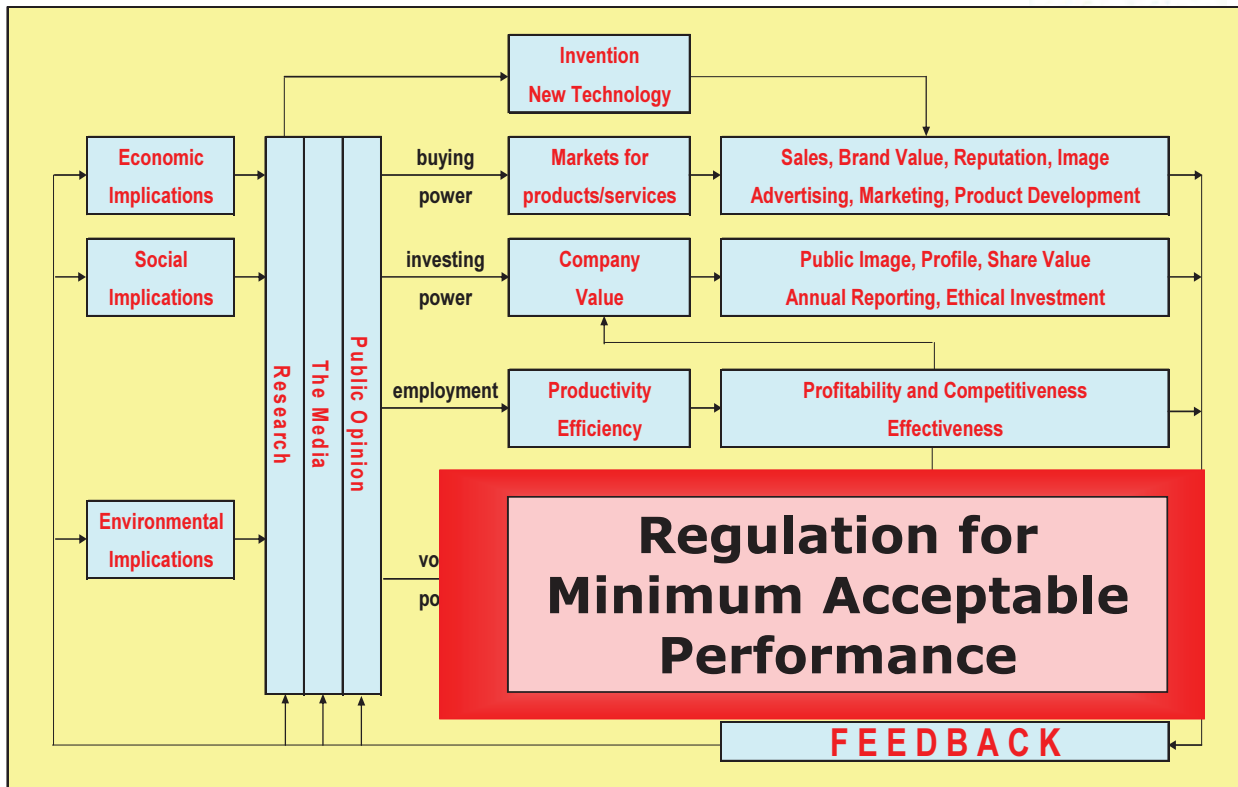 Invention
New Technology
Economic
Implications
buying
power
Markets for
products/services
Sales, Brand Value, Reputation, Image
Advertising, Marketing, Product Development
Social
Implications
investing
power
Company
Value
Public Image, Profile, Share Value
Annual Reporting, Ethical Investment
Research
The Media
Public Opinion
employment
Productivity
Efficiency
Profitability and Competitiveness
Effectiveness
Environmental
Implications
Regulation for
Minimum Acceptable
Performance
FEEDBACK